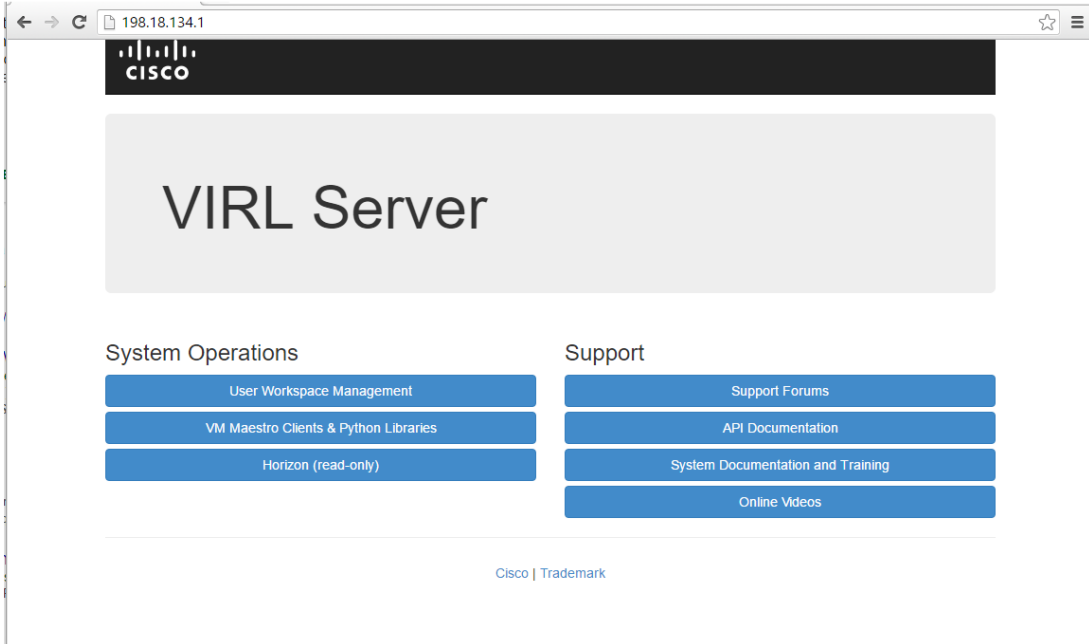 198.18.134.1
CISCO
VIRL Server
System Operations
User Workspace Management
VM Maestro Clients & Python Libraries
Horizon (read-only)
Support
Support Forums
API Documentation
System Documentation and Training
Online Videos
Cisco | Trademark